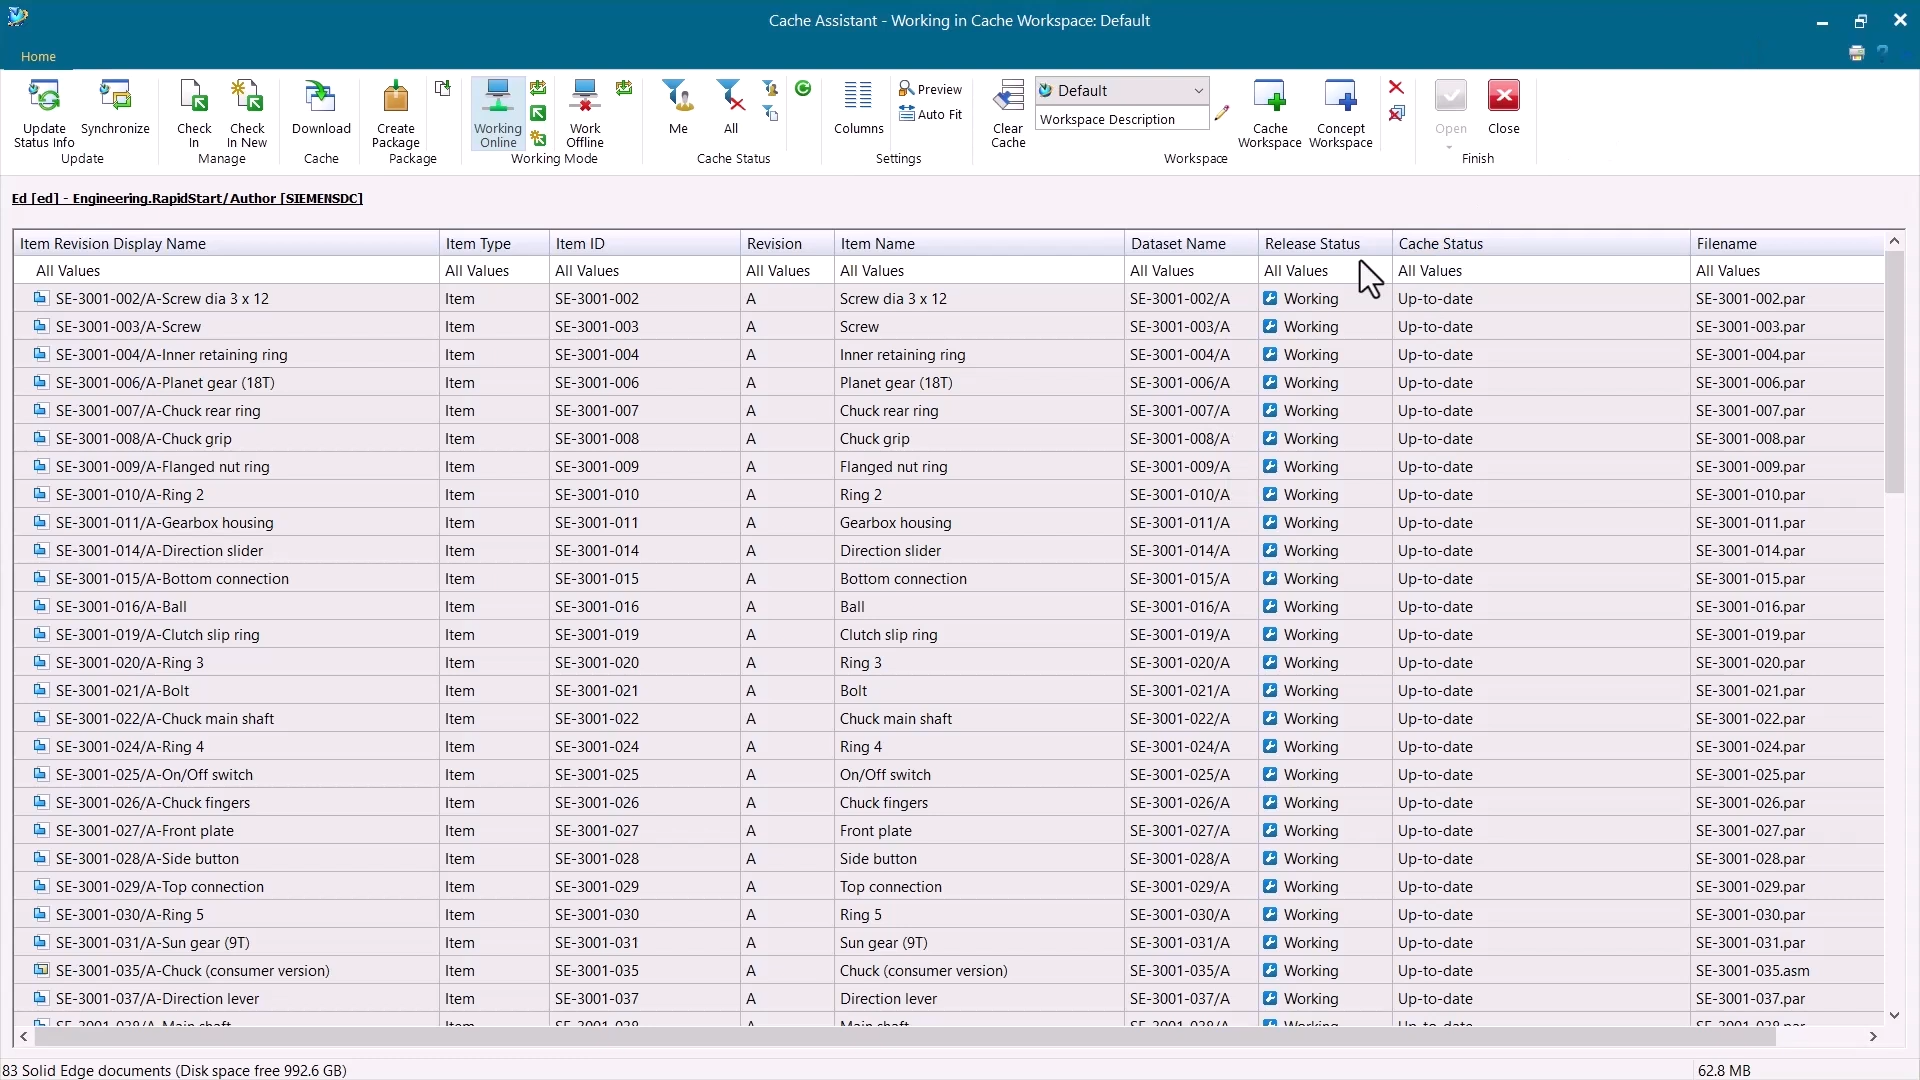 Cache Assistant - Working in Cache Workspace: Default
Home
Update Status Info
Synchronize
Update
Check In
Check In New
Manage
Download
Cache
Create Package
Package
Working Online
Work Offline
Working Mode
Me
All
Cache Status
Columns
Preview
Auto Fit
Settings
Clear Cache
Default
Workspace Description
Cache Workspace
Concept Workspace
Workspace
Open
Close
Finish
Ed [ed] - Engineering.RapidStart/Author [SIEMENSDC]
Item Revision Display Name Item Type Item ID Revision Item Name Dataset Name Release Status Cache Status Filename
All Values All Values All Values All Values All Values All Values All Values All Values All Values
SE-3001-002/A-Screw dia 3 x 12 Item SE-3001-002 A Screw dia 3 x 12 SE-3001-002/A Working Up-to-date SE-3001-002.par
SE-3001-003/A-Screw Item SE-3001-003 A Screw SE-3001-003/A Working Up-to-date SE-3001-003.par
SE-3001-004/A-Inner retaining ring Item SE-3001-004 A Inner retaining ring SE-3001-004/A Working Up-to-date SE-3001-004.par
SE-3001-006/A-Planet gear (18T) Item SE-3001-006 A Planet gear (18T) SE-3001-006/A Working Up-to-date SE-3001-006.par
SE-3001-007/A-Chuck rear ring Item SE-3001-007 A Chuck rear ring SE-3001-007/A Working Up-to-date SE-3001-007.par
SE-3001-008/A-Chuck grip Item SE-3001-008 A Chuck grip SE-3001-008/A Working Up-to-date SE-3001-008.par
SE-3001-009/A-Flanged nut ring Item SE-3001-009 A Flanged nut ring SE-3001-009/A Working Up-to-date SE-3001-009.par
SE-3001-010/A-Ring 2 Item SE-3001-010 A Ring 2 SE-3001-010/A Working Up-to-date SE-3001-010.par
SE-3001-011/A-Gearbox housing Item SE-3001-011 A Gearbox housing SE-3001-011/A Working Up-to-date SE-3001-011.par
SE-3001-014/A-Direction slider Item SE-3001-014 A Direction slider SE-3001-014/A Working Up-to-date SE-3001-014.par
SE-3001-015/A-Bottom connection Item SE-3001-015 A Bottom connection SE-3001-015/A Working Up-to-date SE-3001-015.par
SE-3001-016/A-Ball Item SE-3001-016 A Ball SE-3001-016/A Working Up-to-date SE-3001-016.par
SE-3001-019/A-Clutch slip ring Item SE-3001-019 A Clutch slip ring SE-3001-019/A Working Up-to-date SE-3001-019.par
SE-3001-020/A-Ring 3 Item SE-3001-020 A Ring 3 SE-3001-020/A Working Up-to-date SE-3001-020.par
SE-3001-021/A-Bolt Item SE-3001-021 A Bolt SE-3001-021/A Working Up-to-date SE-3001-021.par
SE-3001-022/A-Chuck main shaft Item SE-3001-022 A Chuck main shaft SE-3001-022/A Working Up-to-date SE-3001-022.par
SE-3001-024/A-Ring 4 Item SE-3001-024 A Ring 4 SE-3001-024/A Working Up-to-date SE-3001-024.par
SE-3001-025/A-On/Off switch Item SE-3001-025 A On/Off switch SE-3001-025/A Working Up-to-date SE-3001-025.par
SE-3001-026/A-Chuck fingers Item SE-3001-026 A Chuck fingers SE-3001-026/A Working Up-to-date SE-3001-026.par
SE-3001-027/A-Front plate Item SE-3001-027 A Front plate SE-3001-027/A Working Up-to-date SE-3001-027.par
SE-3001-028/A-Side button Item SE-3001-028 A Side button SE-3001-028/A Working Up-to-date SE-3001-028.par
SE-3001-029/A-Top connection Item SE-3001-029 A Top connection SE-3001-029/A Working Up-to-date SE-3001-029.par
SE-3001-030/A-Ring 5 Item SE-3001-030 A Ring 5 SE-3001-030/A Working Up-to-date SE-3001-030.par
SE-3001-031/A-Sun gear (9T) Item SE-3001-031 A Sun gear (9T) SE-3001-031/A Working Up-to-date SE-3001-031.par
SE-3001-035/A-Chuck (consumer version) Item SE-3001-035 A Chuck (consumer version) SE-3001-035/A Working Up-to-date SE-3001-035.asm
SE-3001-037/A-Direction lever Item SE-3001-037 A Direction lever SE-3001-037/A Working Up-to-date SE-3001-037.par
SE-3001-038/A-Main shaft Item SE-3001-038 A Main shaft SE-3001-038/A Working Up-to-date SE-3001-038.par
83 Solid Edge documents (Disk space free 992.6 GB) 62.8 MB